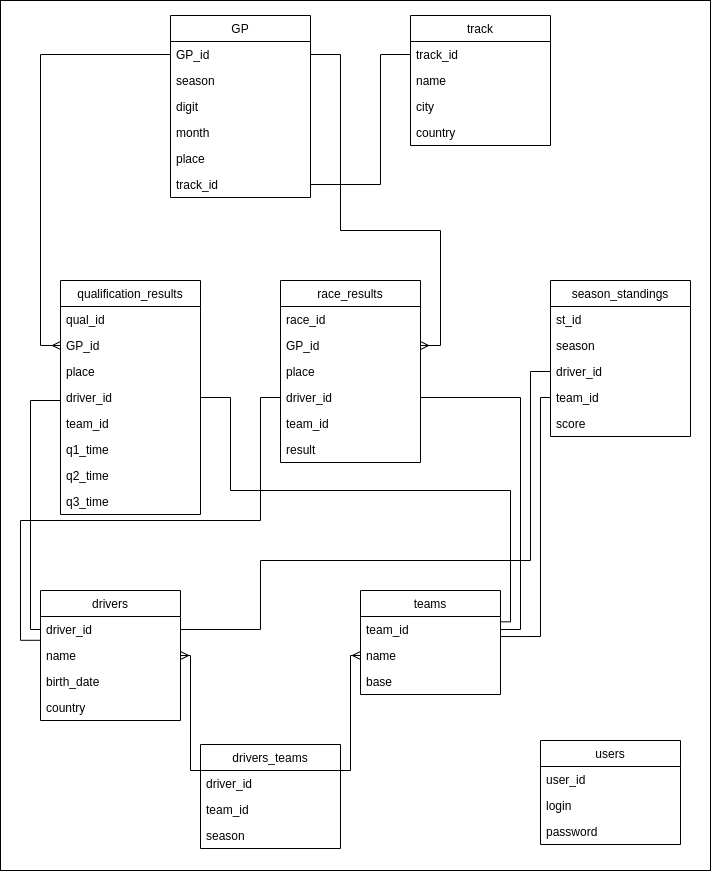 GP
GP_id
season
digit
month
place
track_id
track
track_id
name
city
country
qualification_results
qual_id
GP_id
place
driver_id
team_id
q1_time
q2_time
q3_time
race_results
race_id
GP_id
place
driver_id
team_id
result
season_standings
st_id
season
driver_id
team_id
score
drivers
driver_id
name
birth_date
country
teams
team_id
name
base
drivers_teams
driver_id
team_id
season
users
user_id
login
password